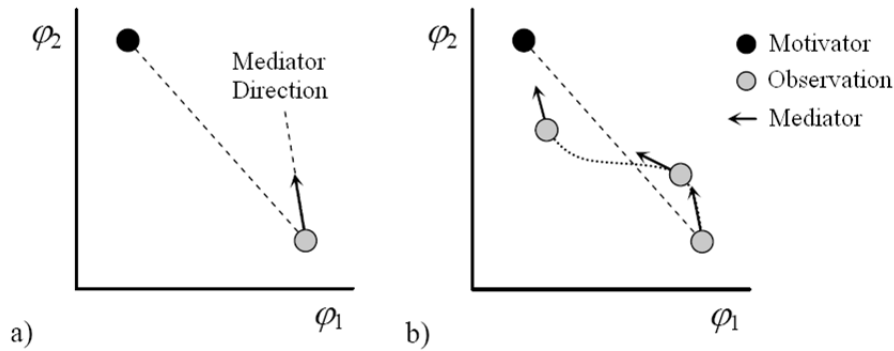 φ2
Mediator
Direction
φ1
a)
φ2
φ1
b)
Motivator
Observation
Mediator